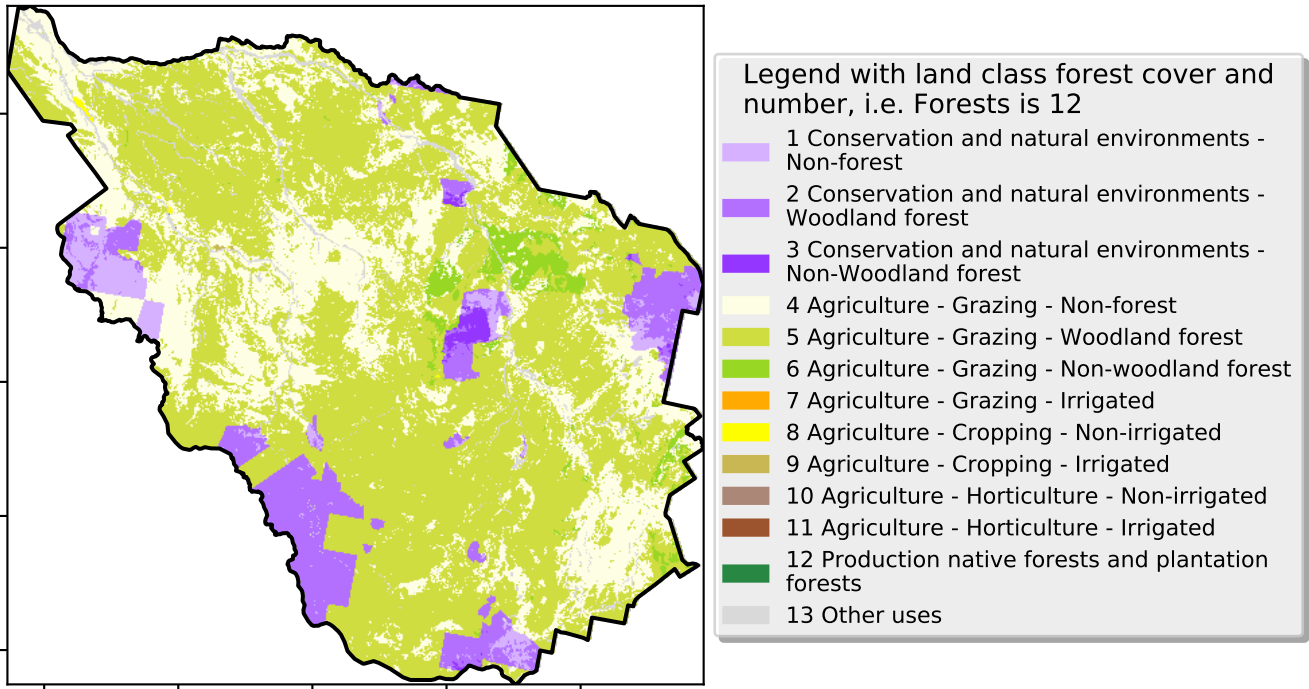 Legend with land class forest cover and
number, i.e. Forests is 12
1 Conservation and natural environments -
Non-forest
2 Conservation and natural environments -
Woodland forest
3 Conservation and natural environments -
Non-Woodland forest
4 Agriculture - Grazing - Non-forest
5 Agriculture - Grazing - Woodland forest
6 Agriculture - Grazing - Non-woodland forest
7 Agriculture - Grazing - Irrigated
8 Agriculture - Cropping - Non-irrigated
9 Agriculture - Cropping - Irrigated
10 Agriculture - Horticulture - Non-irrigated
11 Agriculture - Horticulture - Irrigated
12 Production native forests and plantation
forests
13 Other uses